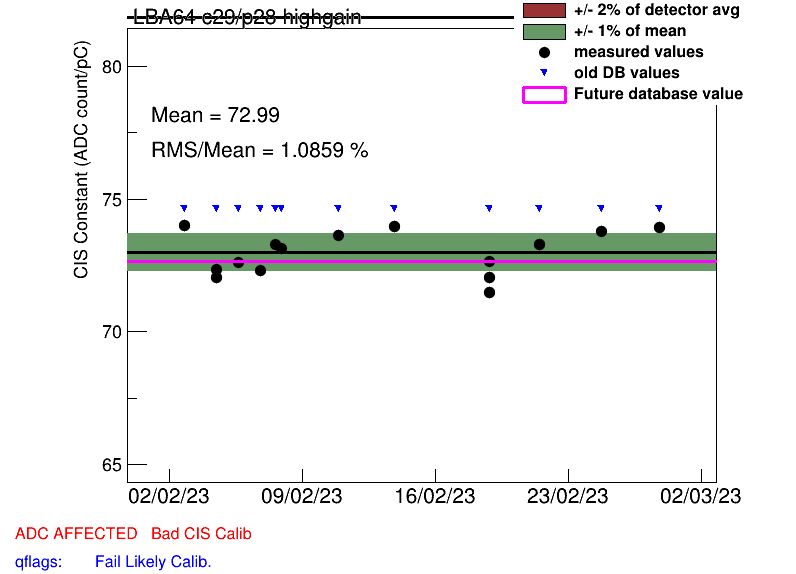 LBA64 c29/p28 highgain
+/- 2% of detector avg
+/- 1% of mean
measured values
old DB values
Future database value
CIS Constant (ADC count/pC)
80
75
70
65
Mean = 72.99
RMS/Mean = 1.0859 %
02/02/23 09/02/23 16/02/23 23/02/23 02/03/23
ADC AFFECTED Bad CIS Calib
qflags: Fail Likely Calib.